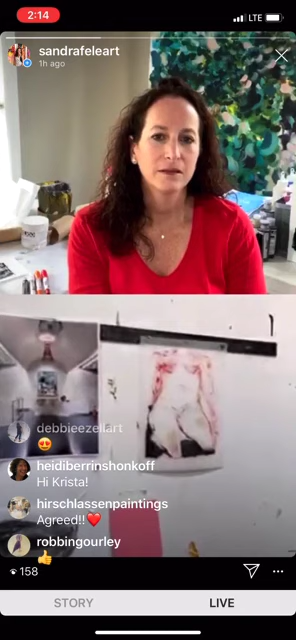 2:14
LTE
sandrafeleart
1h ago
debbieezellart
😍
heidiberrinshonkoff
Hi Krista!
hirschlassenpaintings
Agreed!!❤️
robbingourley
👍
158
STORY
LIVE